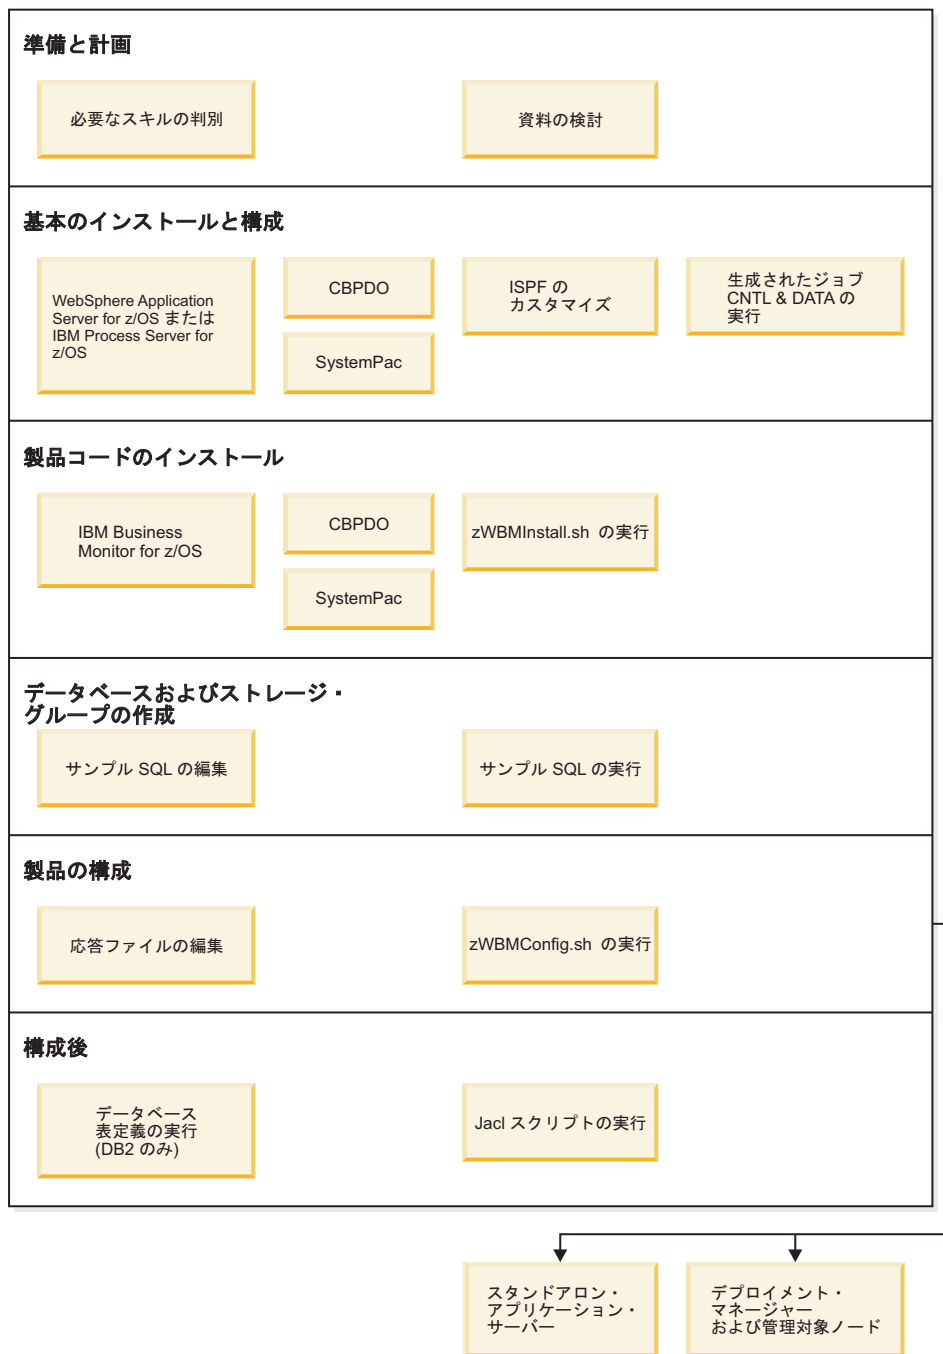 準備と計画
必要なスキルの判別
資料の検討
基本のインストールと構成
WebSphere Application
Server for z/OS または
IBM Process Server for
z/OS
CBPDO
SystemPac
ISPF の
カスタマイズ
生成されたジョブ
CNTL & DATA の
実行
製品コードのインストール
IBM Business
Monitor for z/OS
CBPDO
SystemPac
zWBMInstall.sh の実行
データベースおよびストレージ・
グループの作成
サンプル SQL の編集
サンプル SQL の実行
製品の構成
応答ファイルの編集
zWBMConfig.sh の実行
構成後
データベース
表定義の実行
(DB2 のみ)
Jacl スクリプトの実行
スタンドアロン・
アプリケーション・
サーバー
デプロイメント・
マネージャー
および管理対象ノード